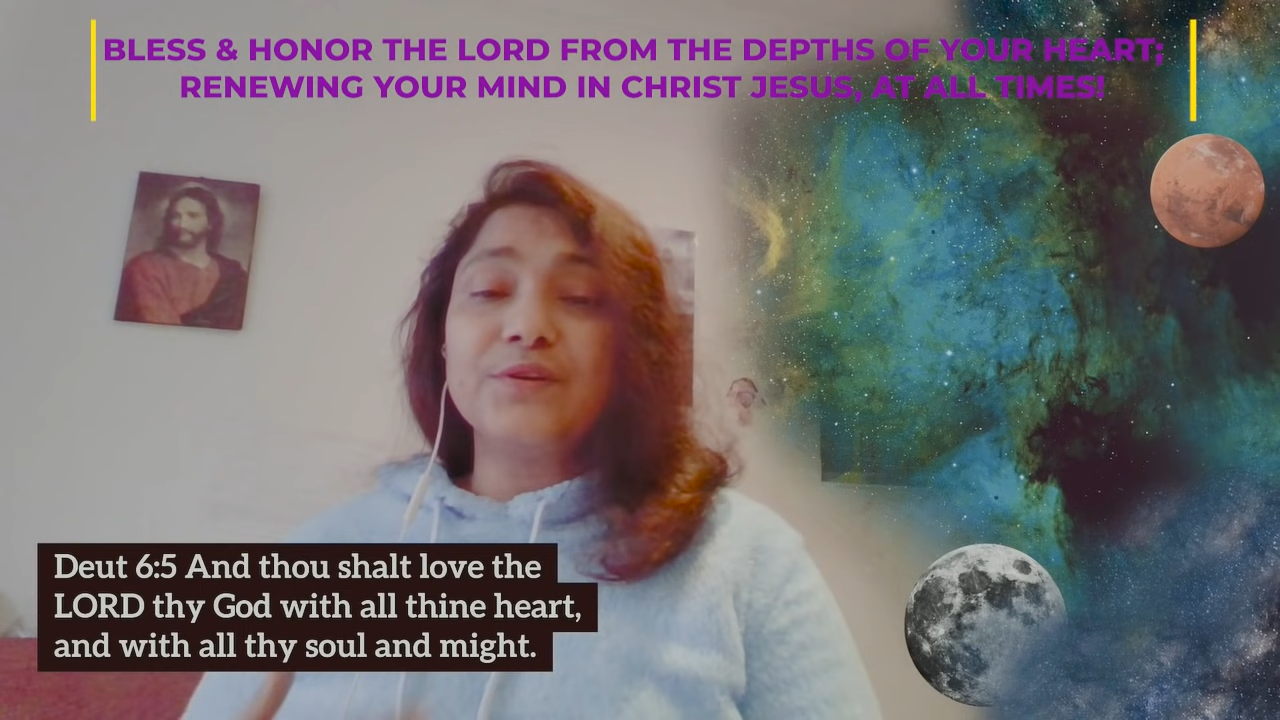 BLESS & HONOR THE LORD FROM THE DEPTHS OF YOUR HEART;
RENEWING YOUR MIND IN CHRIST JESUS, AT ALL TIMES!
Deut 6:5 And thou shalt love the
LORD thy God with all thine heart,
and with all thy soul and might.